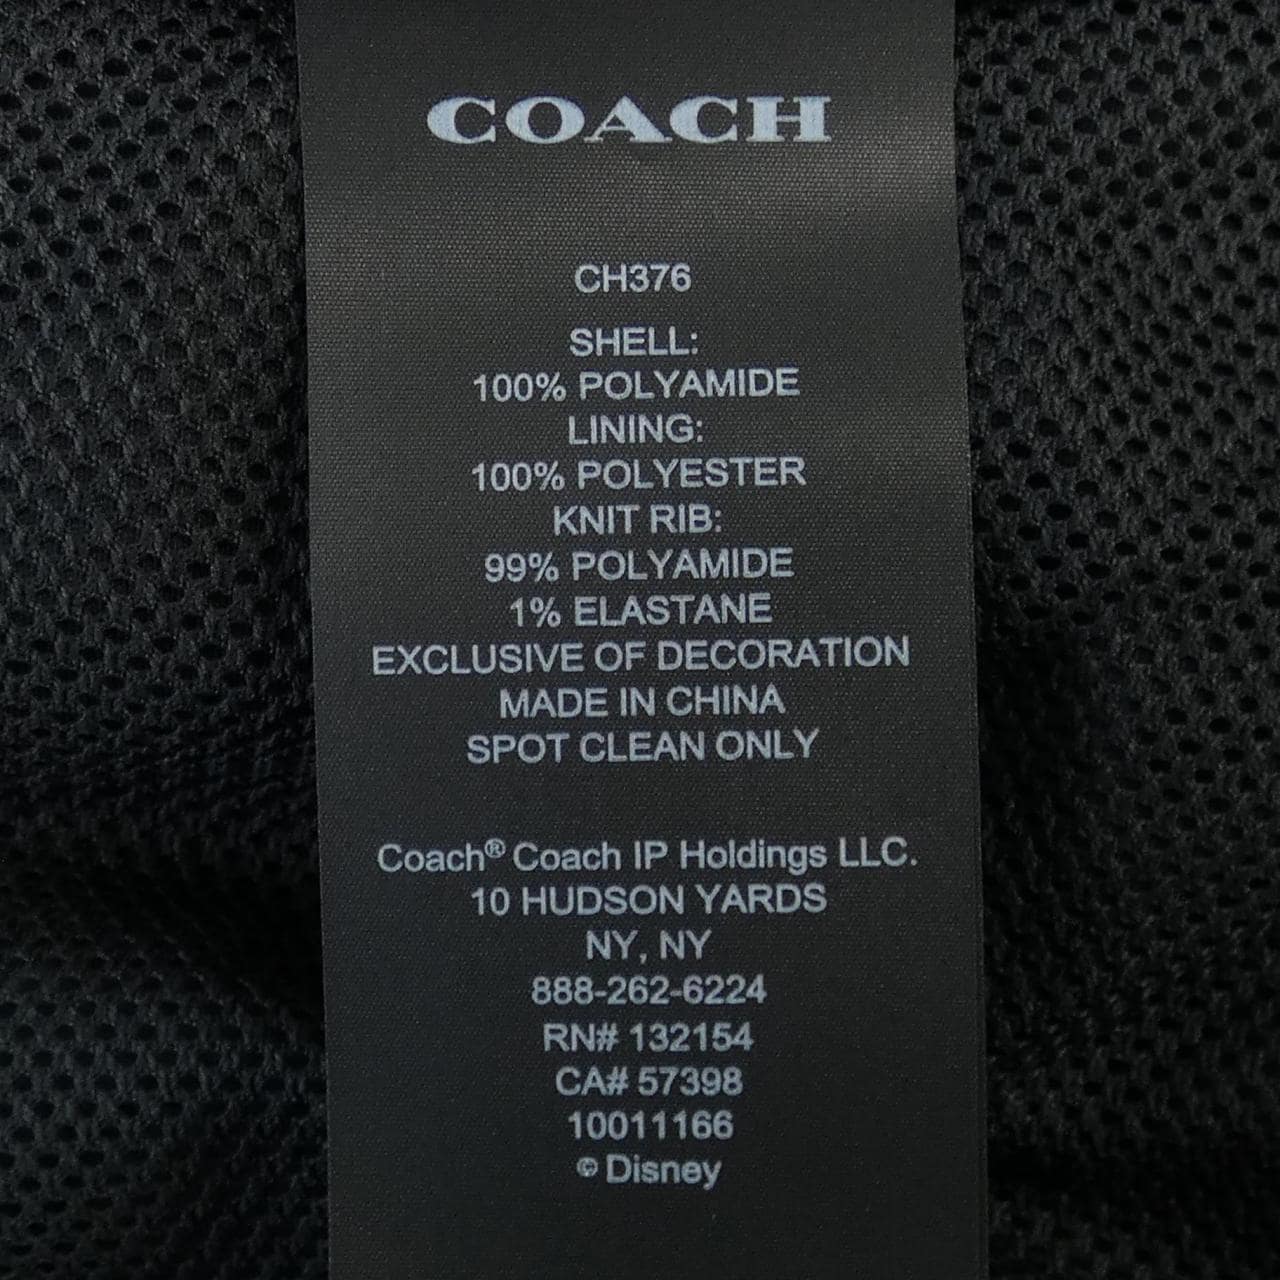 COACH
CH376
SHELL:
100% POLYAMIDE
LINING:
100% POLYESTER
KNIT RIB:
99% POLYAMIDE
1% ELASTANE
EXCLUSIVE OF DECORATION
MADE IN CHINA
SPOT CLEAN ONLY
Coach® Coach IP Holdings LLC.
10 HUDSON YARDS
NY, NY
888-262-6224
RN# 132154
CA# 57398
10011166
© Disney